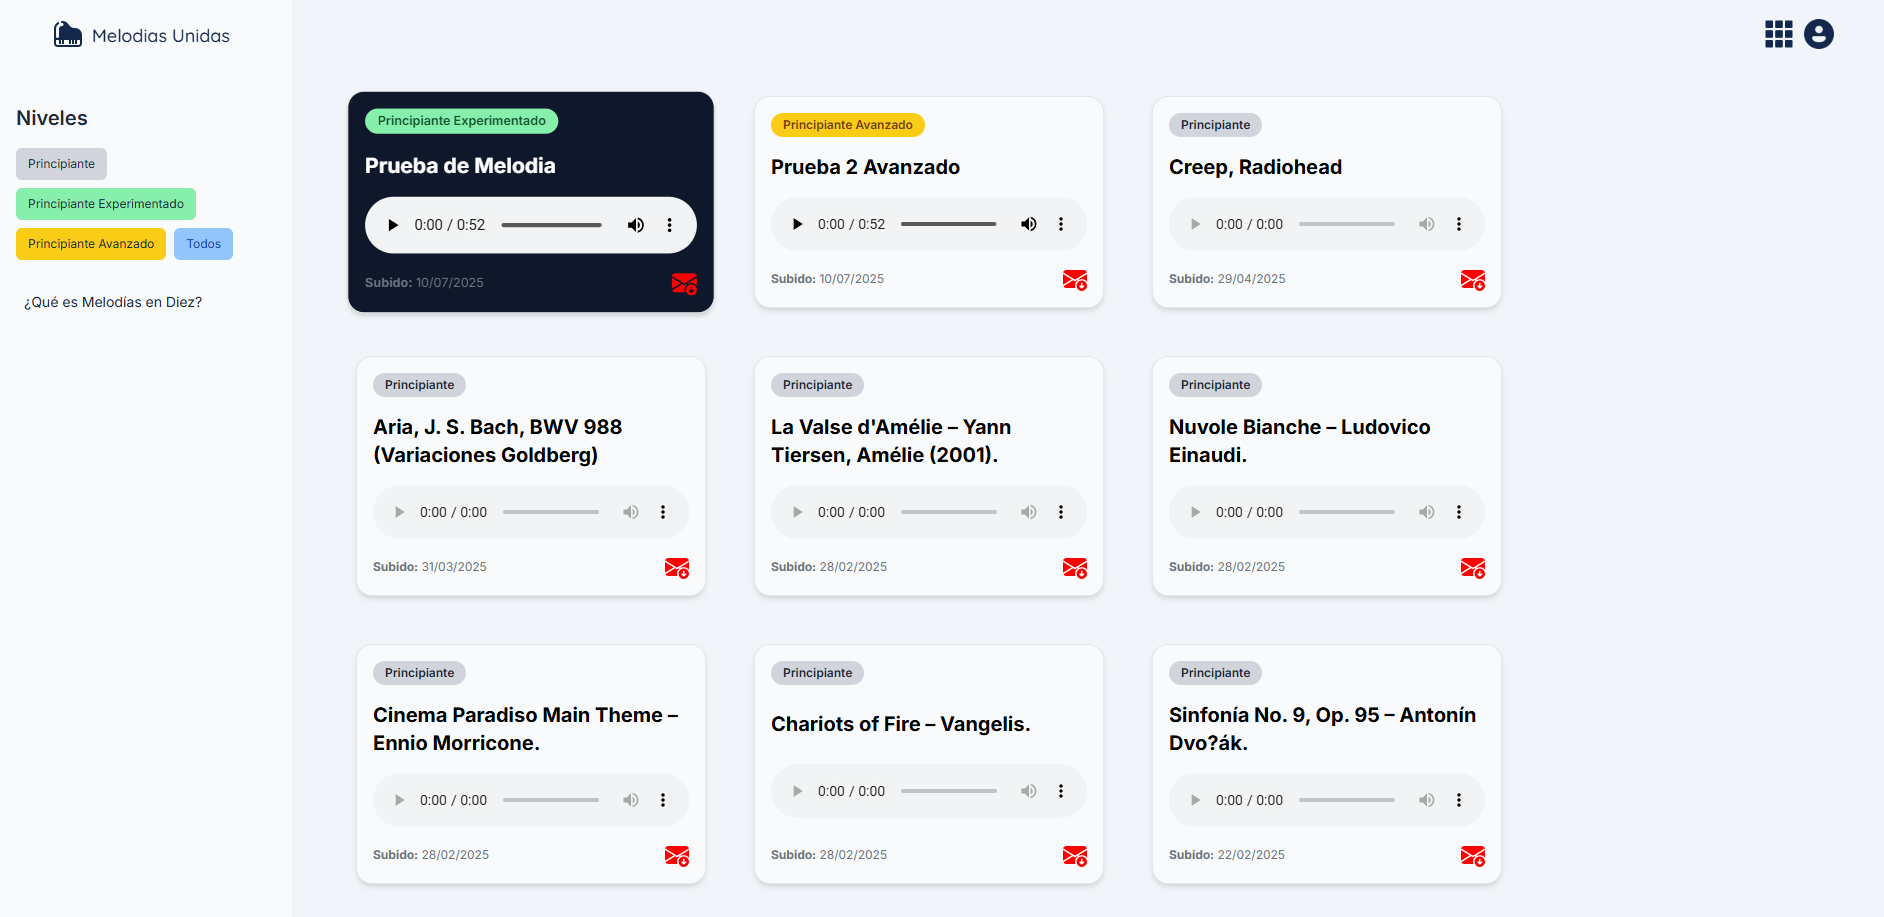 Melodias Unidas
Niveles
Principiante
Principiante Experimentado
Principiante Avanzado
Todos
¿Qué es Melodías en Diez?
Principiante Experimentado
Prueba de Melodia
0:00 / 0:52
Subido: 10/07/2025
Principiante Avanzado
Prueba 2 Avanzado
0:00 / 0:52
Subido: 10/07/2025
Principiante
Creep, Radiohead
0:00 / 0:00
Subido: 29/04/2025
Principiante
Aria, J. S. Bach, BWV 988
(Variaciones Goldberg)
0:00 / 0:00
Subido: 31/03/2025
Principiante
La Valse d'Amélie – Yann
Tiersen, Amélie (2001).
0:00 / 0:00
Subido: 28/02/2025
Principiante
Nuvole Bianche – Ludovico
Einaudi.
0:00 / 0:00
Subido: 28/02/2025
Principiante
Cinema Paradiso Main Theme –
Ennio Morricone.
0:00 / 0:00
Subido: 28/02/2025
Principiante
Chariots of Fire – Vangelis.
0:00 / 0:00
Subido: 28/02/2025
Principiante
Sinfonía No. 9, Op. 95 – Antonín
Dvo?ák.
0:00 / 0:00
Subido: 22/02/2025